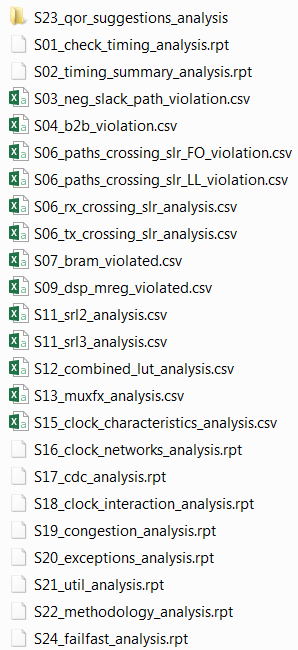 S23_qor_suggestions_analysis
S01_check_timing_analysis.rpt
S02_timing_summary_analysis.rpt
S03_neg_slack_path_violation.csv
S04_b2b_violation.csv
S06_paths_crossing_slr_FO_violation.csv
S06_paths_crossing_slr_LL_violation.csv
S06_rx_crossing_slr_analysis.csv
S06_tx_crossing_slr_analysis.csv
S07_bram_violated.csv
S09_dsp_mreg_violated.csv
S11_srl2_analysis.csv
S11_srl3_analysis.csv
S12_combined_lut_analysis.csv
S13_muxfx_analysis.csv
S15_clock_characteristics_analysis.csv
S16_clock_networks_analysis.rpt
S17_cdc_analysis.rpt
S18_clock_interaction_analysis.rpt
S19_congestion_analysis.rpt
S20_exceptions_analysis.rpt
S21_util_analysis.rpt
S22_methodology_analysis.rpt
S24_failfast_analysis.rpt